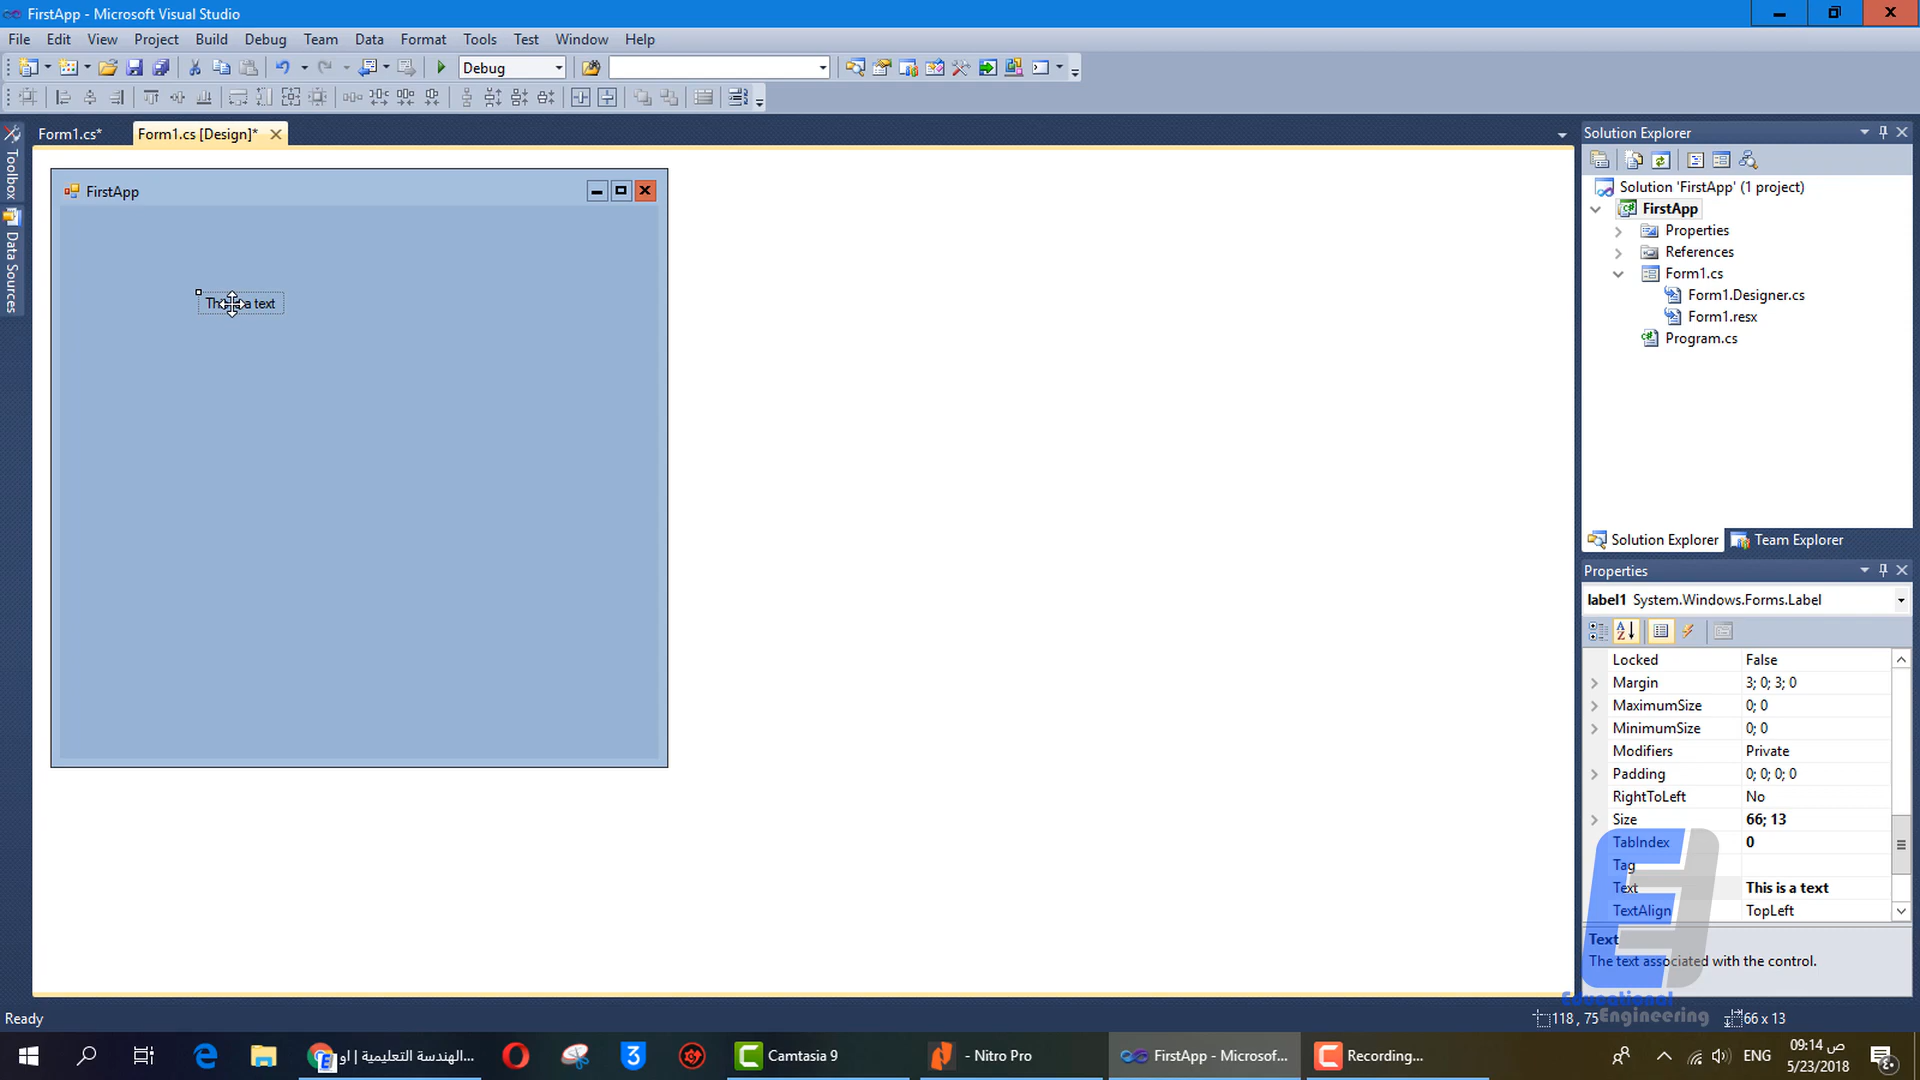 FirstApp - Microsoft Visual Studio
File Edit View Project Build Debug Team Data Format Tools Test Window Help
Debug
Toolbox
Data Sources
Form1.cs*
Form1.cs [Design]*
FirstApp
a text
Solution Explorer
Solution 'FirstApp' (1 project)
FirstApp
Properties
References
Form1.cs
Form1.Designer.cs
Form1.resx
Program.cs
Solution Explorer
Team Explorer
Properties
label1 System.Windows.Forms.Label
Locked False
Margin 3; 0; 3; 0
MaximumSize 0; 0
MinimumSize 0; 0
Modifiers Private
Padding 0; 0; 0; 0
RightToLeft No
Size 66; 13
TabIndex 0
Tag
Text This is a text
TextAlign TopLeft
Text
The text associated with the control.
Educational
Engineering
Ready
118 , 75
66 x 13
الهندسة التعليمية | او...
Camtasia 9
- Nitro Pro
FirstApp - Microsof...
Recording...
ENG
09:14 ص
5/23/2018